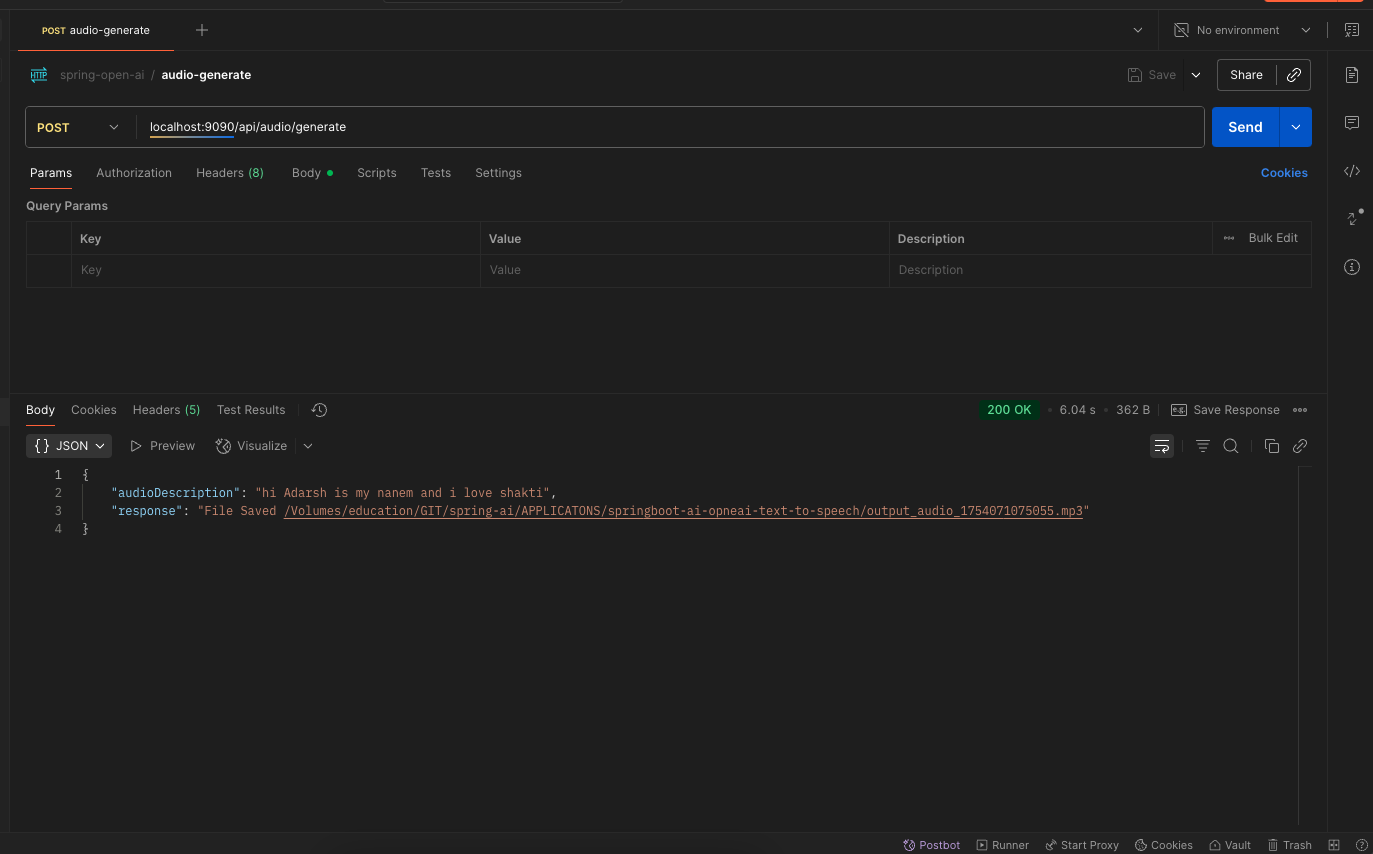 POST audio-generate
No environment
HTTP spring-open-ai / audio-generate
Save
Share
POST localhost:9090/api/audio/generate
Send
Params Authorization Headers (8) Body Scripts Tests Settings Cookies
Query Params
Key Value Description Bulk Edit
Key Value Description
Body Cookies Headers (5) Test Results 200 OK 6.04 s 362 B e.g. Save Response
{} JSON Preview Visualize
1 {
2 "audioDescription": "hi Adarsh is my nanem and i love shakti",
3 "response": "File Saved /Volumes/education/GIT/spring-ai/APPLICATONS/springboot-ai-opneai-text-to-speech/output_audio_1754071075055.mp3"
4 }
Postbot Runner Start Proxy Cookies Vault Trash